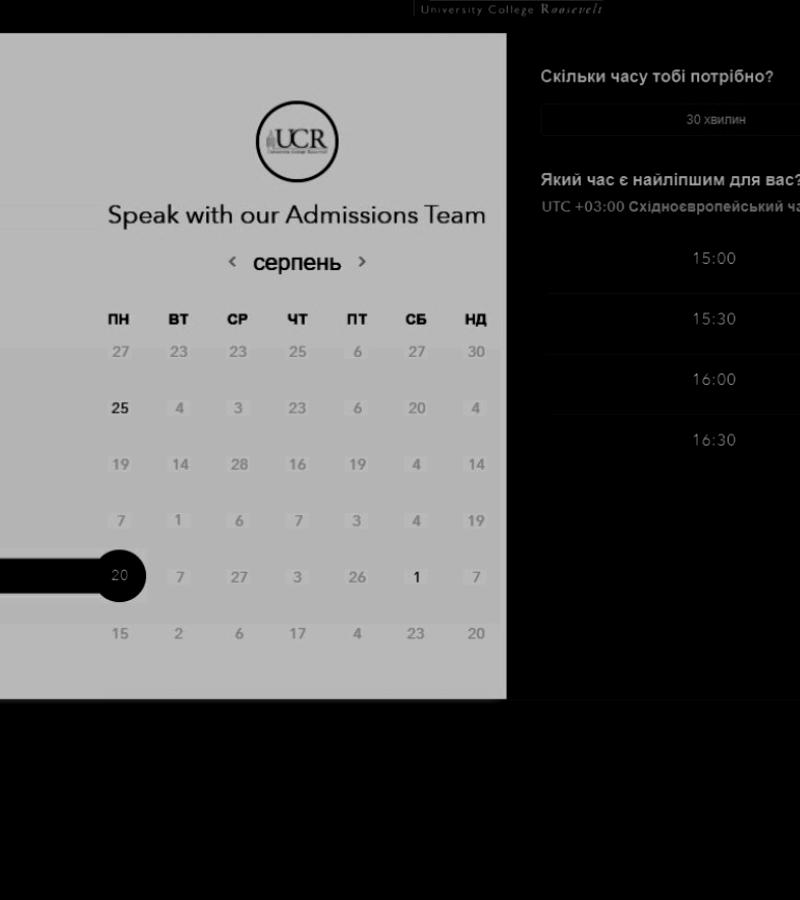 University College Roosevelt
UCR
Speak with our Admissions Team
‹ серпень ›
ПН ВТ СР ЧТ ПТ СБ НД
27 23 23 25 6 27 30
25 4 3 23 6 20 4
19 14 28 16 19 4 14
7 1 6 7 3 4 19
20 7 27 3 26 1 7
15 2 6 17 4 23 20
Скільки часу тобі потрібно?
30 хвилин
Який час є найліпшим для вас?
UTC +03:00 Східноєвропейський ча
15:00
15:30
16:00
16:30